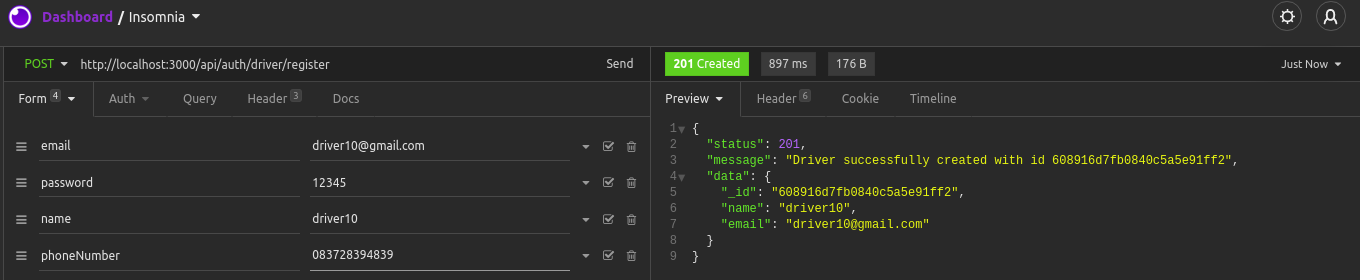 Dashboard / Insomnia
POST http://localhost:3000/api/auth/driver/register Send
201 Created 897 ms 176 B Just Now
Form 4 Auth Query Header 3 Docs
Preview Header 6 Cookie Timeline
email driver10@gmail.com
password 12345
name driver10
phoneNumber 083728394839
1 {
2 "status": 201,
3 "message": "Driver successfully created with id 608916d7fb0840c5a5e91ff2",
4 "data": {
5 "_id": "608916d7fb0840c5a5e91ff2",
6 "name": "driver10",
7 "email": "driver10@gmail.com"
8 }
9 }